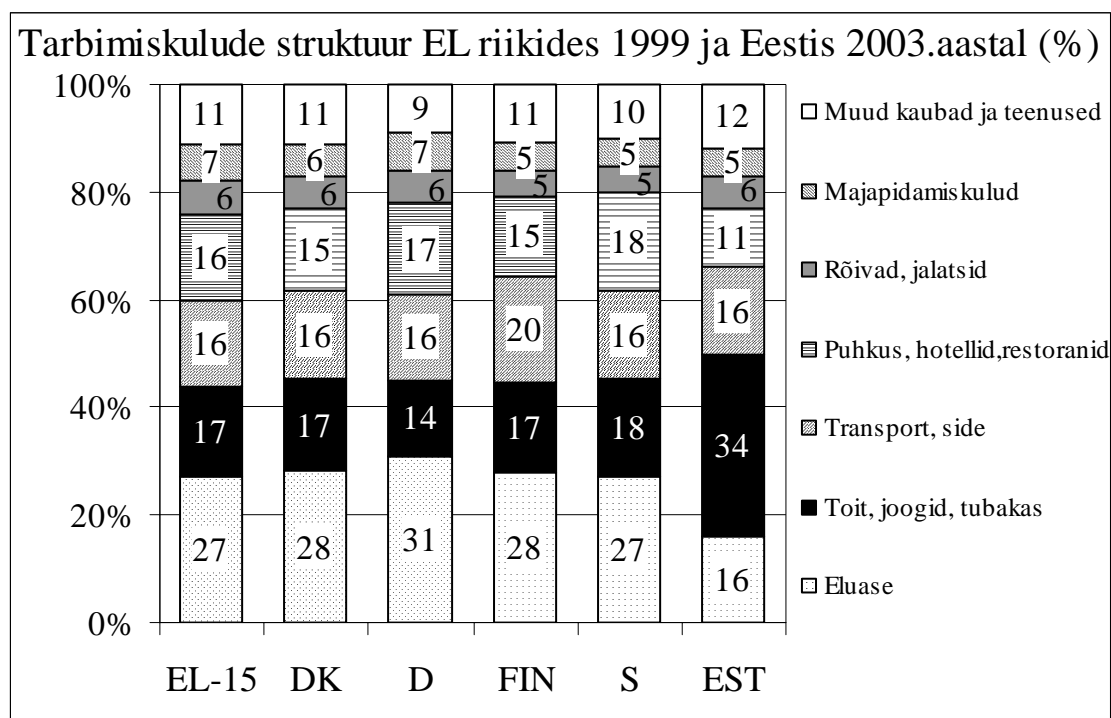 Tarbimiskulude struktuur EL riikides 1999 ja Eestis 2003.aastal (%)
100%
80%
60%
40%
20%
0%
11 11 9 11 10 12
7 6 7 5 5 5
6 6 6 5 5 6
16 15 17 15 18 11
16 16 16 20 16 16
17 17 14 17 18 34
27 28 31 28 27 16
EL-15 DK D FIN S EST
Muud kaubad ja teenused
Majapidamiskulud
Rõivad, jalatsid
Puhkus, hotellid,restoranid
Transport, side
Toit, joogid, tubakas
Eluase